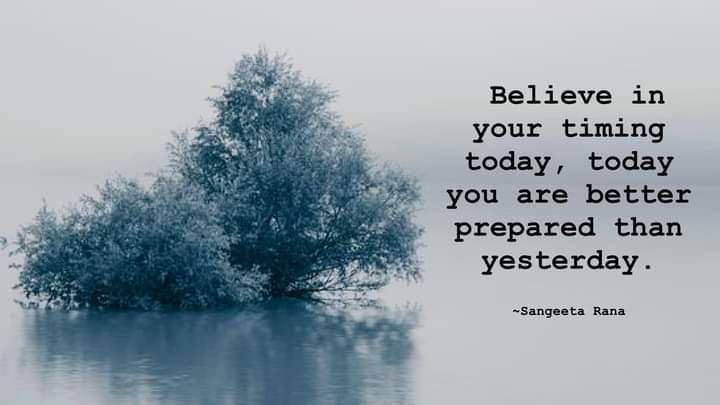 Believe in
your timing
today, today
you are better
prepared than
yesterday.
~Sangeeta Rana